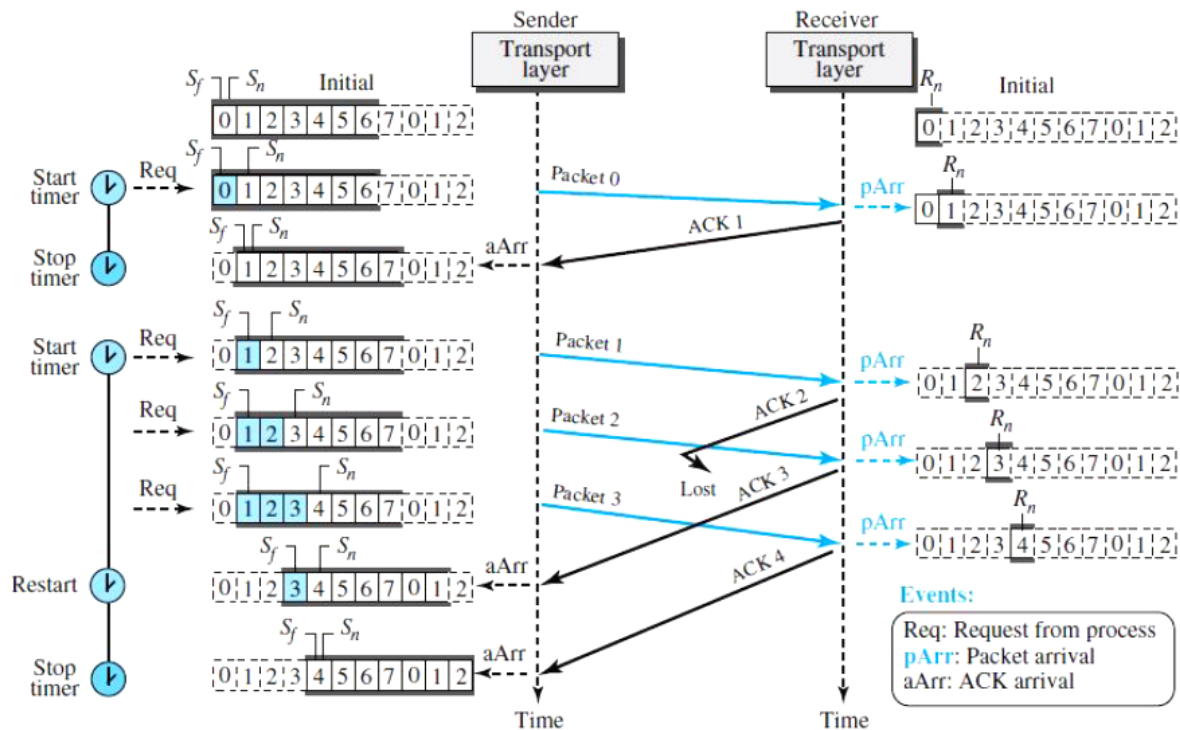 Sender
Receiver
Transport
layer
Transport
layer
Sf Sn Initial
0 1 2 3 4 5 6 7 0 1 2
Rn Initial
0 1 2 3 4 5 6 7 0 1 2
Start
timer
Req
Sf Sn
0 1 2 3 4 5 6 7 0 1 2
Packet 0
pArr
Rn
0 1 2 3 4 5 6 7 0 1 2
ACK 1
Stop
timer
Sf Sn
0 1 2 3 4 5 6 7 0 1 2
aArr
Start
timer
Req
Sf Sn
0 1 2 3 4 5 6 7 0 1 2
Packet 1
pArr
Rn
0 1 2 3 4 5 6 7 0 1 2
ACK 2
Lost
Req
Sf Sn
0 1 2 3 4 5 6 7 0 1 2
Packet 2
pArr
Rn
0 1 2 3 4 5 6 7 0 1 2
ACK 3
Req
Sf Sn
0 1 2 3 4 5 6 7 0 1 2
Packet 3
pArr
Rn
0 1 2 3 4 5 6 7 0 1 2
ACK 4
Restart
Sf Sn
0 1 2 3 4 5 6 7 0 1 2
aArr
Stop
timer
Sf Sn
0 1 2 3 4 5 6 7 0 1 2
aArr
Time
Time
Events:
Req: Request from process
pArr: Packet arrival
aArr: ACK arrival